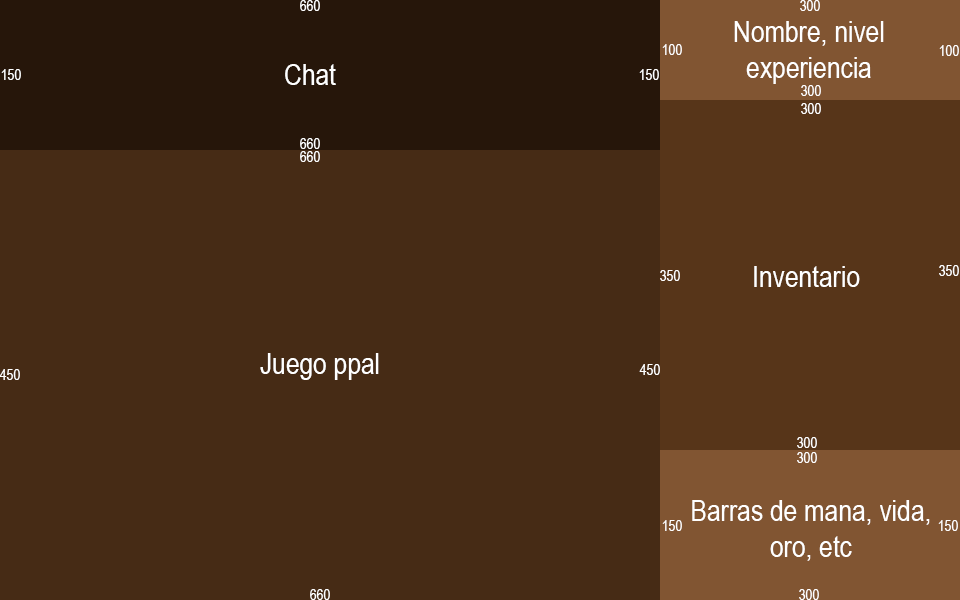 660
150
Chat
150
660
660
450
Juego ppal
450
660
300
100
Nombre, nivel
experiencia
100
300
300
350
Inventario
350
300
300
150
Barras de mana, vida,
oro, etc
150
300